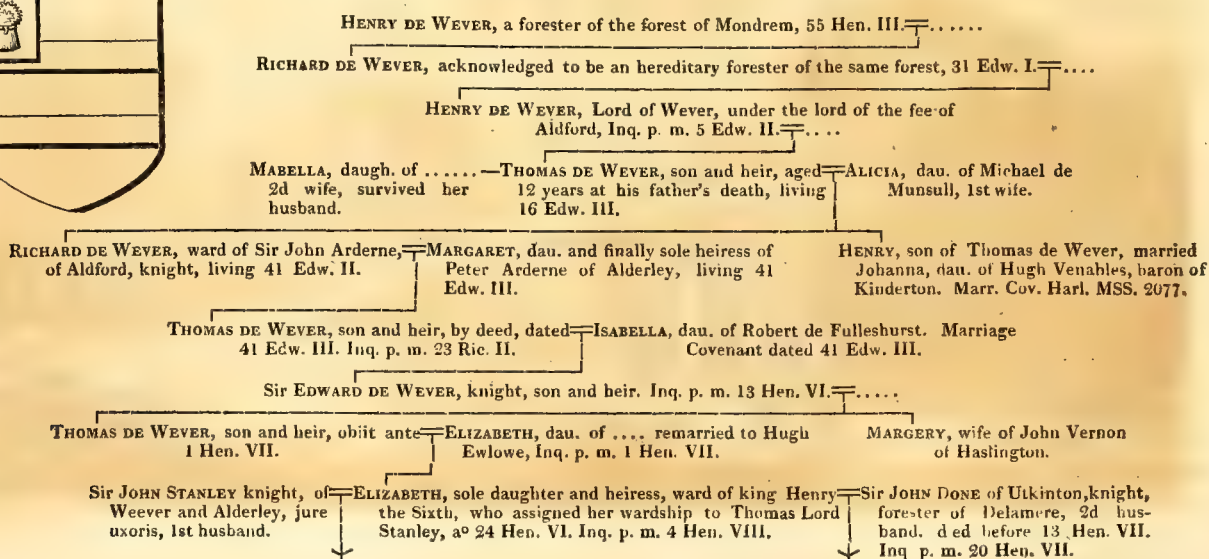 HENRY DE WEVER, a forester of the forest of Mondrem, 55 Hen. III.=......
RICHARD DE WEVER, acknowledged to be an hereditary forester of the same forest, 31 Edw. I.=....
HENRY DE WEVER, Lord of Wever, under the lord of the fee of
Aldford, Inq. p. m. 5 Edw. II.=....
MABELLA, daugh. of ......—THOMAS DE WEVER, son and heir, aged=ALICIA, dau. of Michael de
2d wife, survived her 12 years at his father's death, living Munsull, 1st wife.
husband. 16 Edw. III.
RICHARD DE WEVER, ward of Sir John Arderne,=MARGARET, dau. and finally sole heiress of HENRY, son of Thomas de Wever, married
of Aldford, knight, living 41 Edw. II. Peter Arderne of Alderley, living 41 Johanna, dau. of Hugh Venables, baron of
Edw. III. Kinderton. Marr. Cov. Harl. MSS. 2077.
THOMAS DE WEVER, son and heir, by deed, dated=ISABELLA, dau. of Robert de Fulleshurst. Marriage
41 Edw. III. Inq. p. m. 23 Ric. II. Covenant dated 41 Edw. III.
Sir EDWARD DE WEVER, knight, son and heir. Inq. p. m. 13 Hen. VI.=.....
THOMAS DE WEVER, son and heir, obiit ante=ELIZABETH, dau. of .... remarried to Hugh MARGERY, wife of John Vernon
1 Hen. VII. Ewlowe, Inq. p. m. 1 Hen. VII. of Haslington.
Sir JOHN STANLEY knight, of=ELIZABETH, sole daughter and heiress, ward of king Henry=Sir JOHN DONE of Utkinton, knight,
Weever and Alderley, jure the Sixth, who assigned her wardship to Thomas Lord forester of Delamere, 2d hus-
uxoris, 1st husband. Stanley, aº 24 Hen. VI. Inq. p. m. 4 Hen. VIII. band. d ed before 13 Hen. VII.
Inq p. m. 20 Hen. VII.